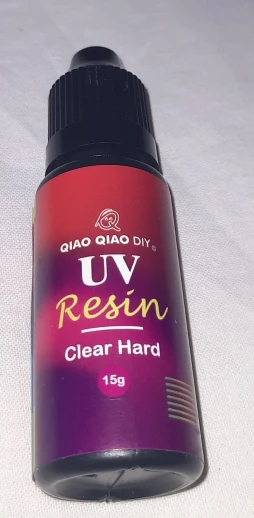 QIAO QIAO DIY®
UV
Resin
Clear Hard
15g